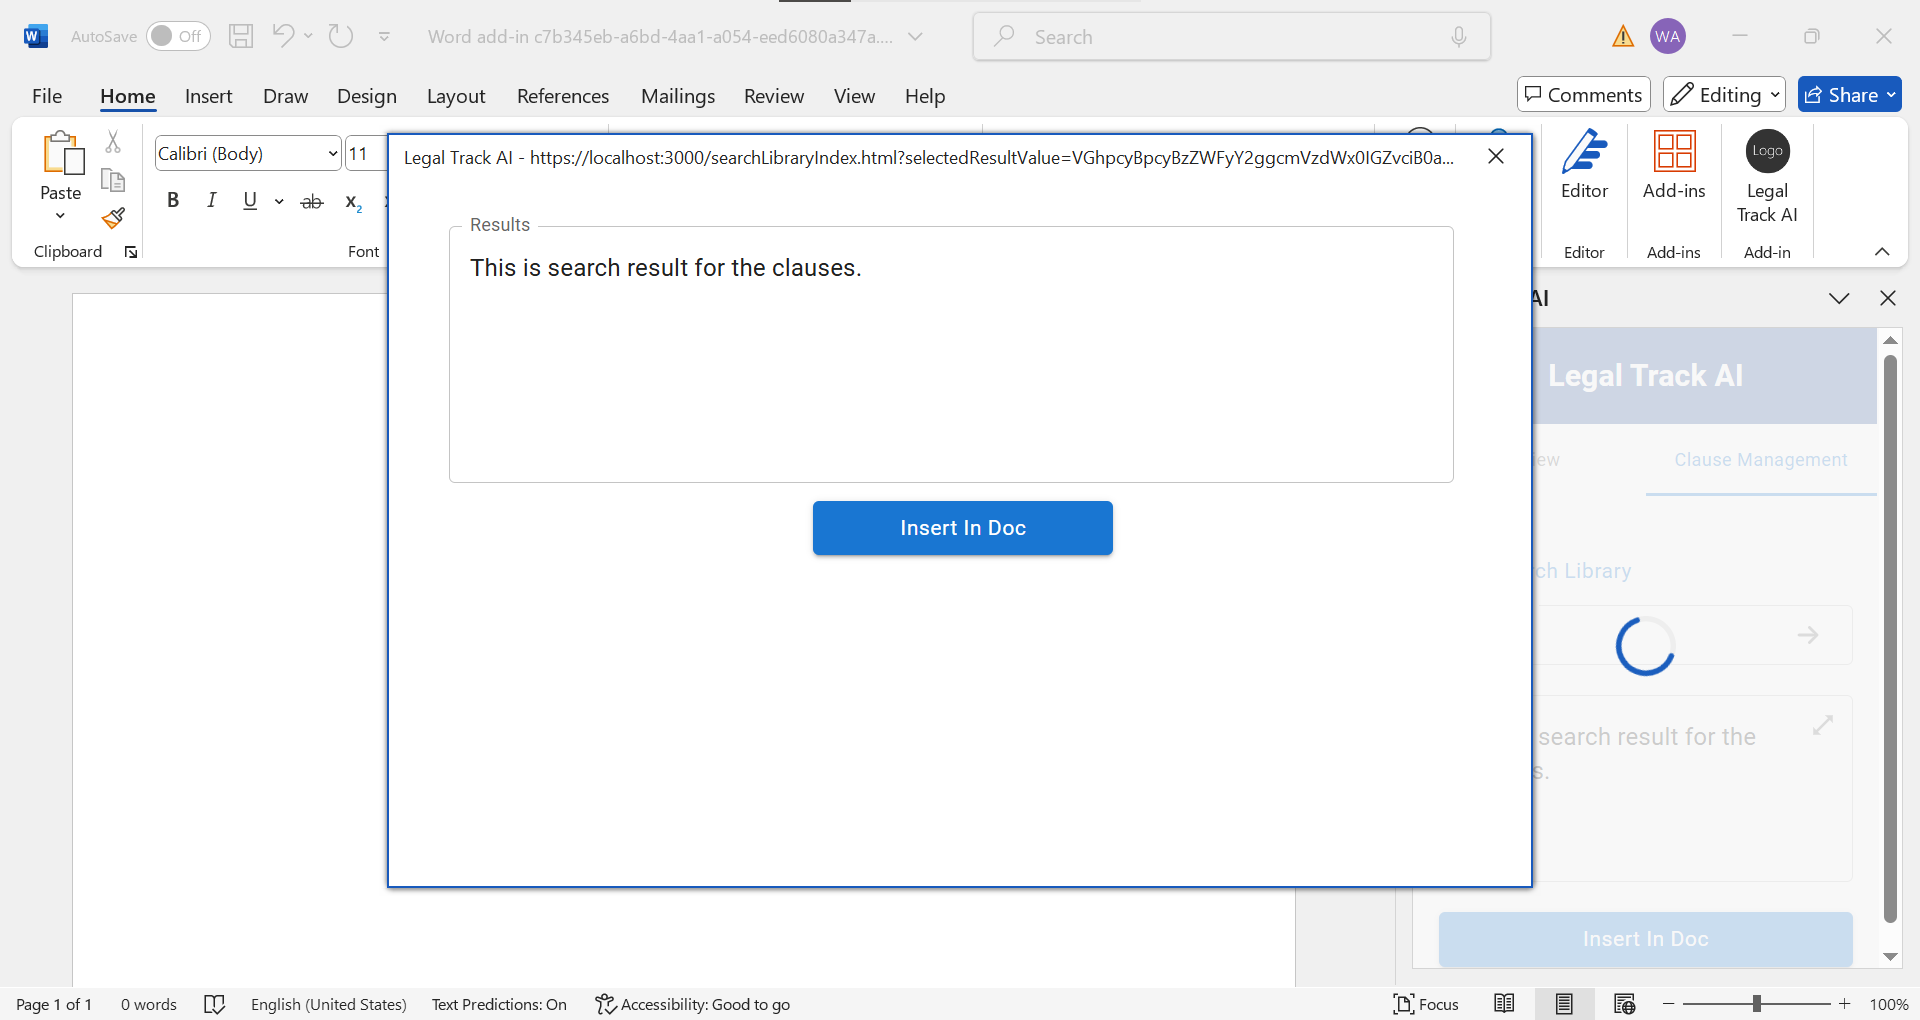 AutoSave Off Word add-in c7b345eb-a6bd-4aa1-a054-eed6080a347a.... Search WA
File Home Insert Draw Design Layout References Mailings Review View Help Comments Editing Share
Calibri (Body) 11
Paste
B I U ab x2
Clipboard Font
Editor
Add-ins
Logo
Legal
Track AI
Editor Add-ins Add-in
Legal Track AI - https://localhost:3000/searchLibraryIndex.html?selectedResultValue=VGhpcyBpcyBzZWFyY2ggcmVzdWx0IGZvciB0a...
Results
This is search result for the clauses.
Insert In Doc
AI
Legal Track AI
ew Clause Management
ch Library
search result for the
s.
Insert In Doc
Page 1 of 1 0 words English (United States) Text Predictions: On Accessibility: Good to go Focus 100%